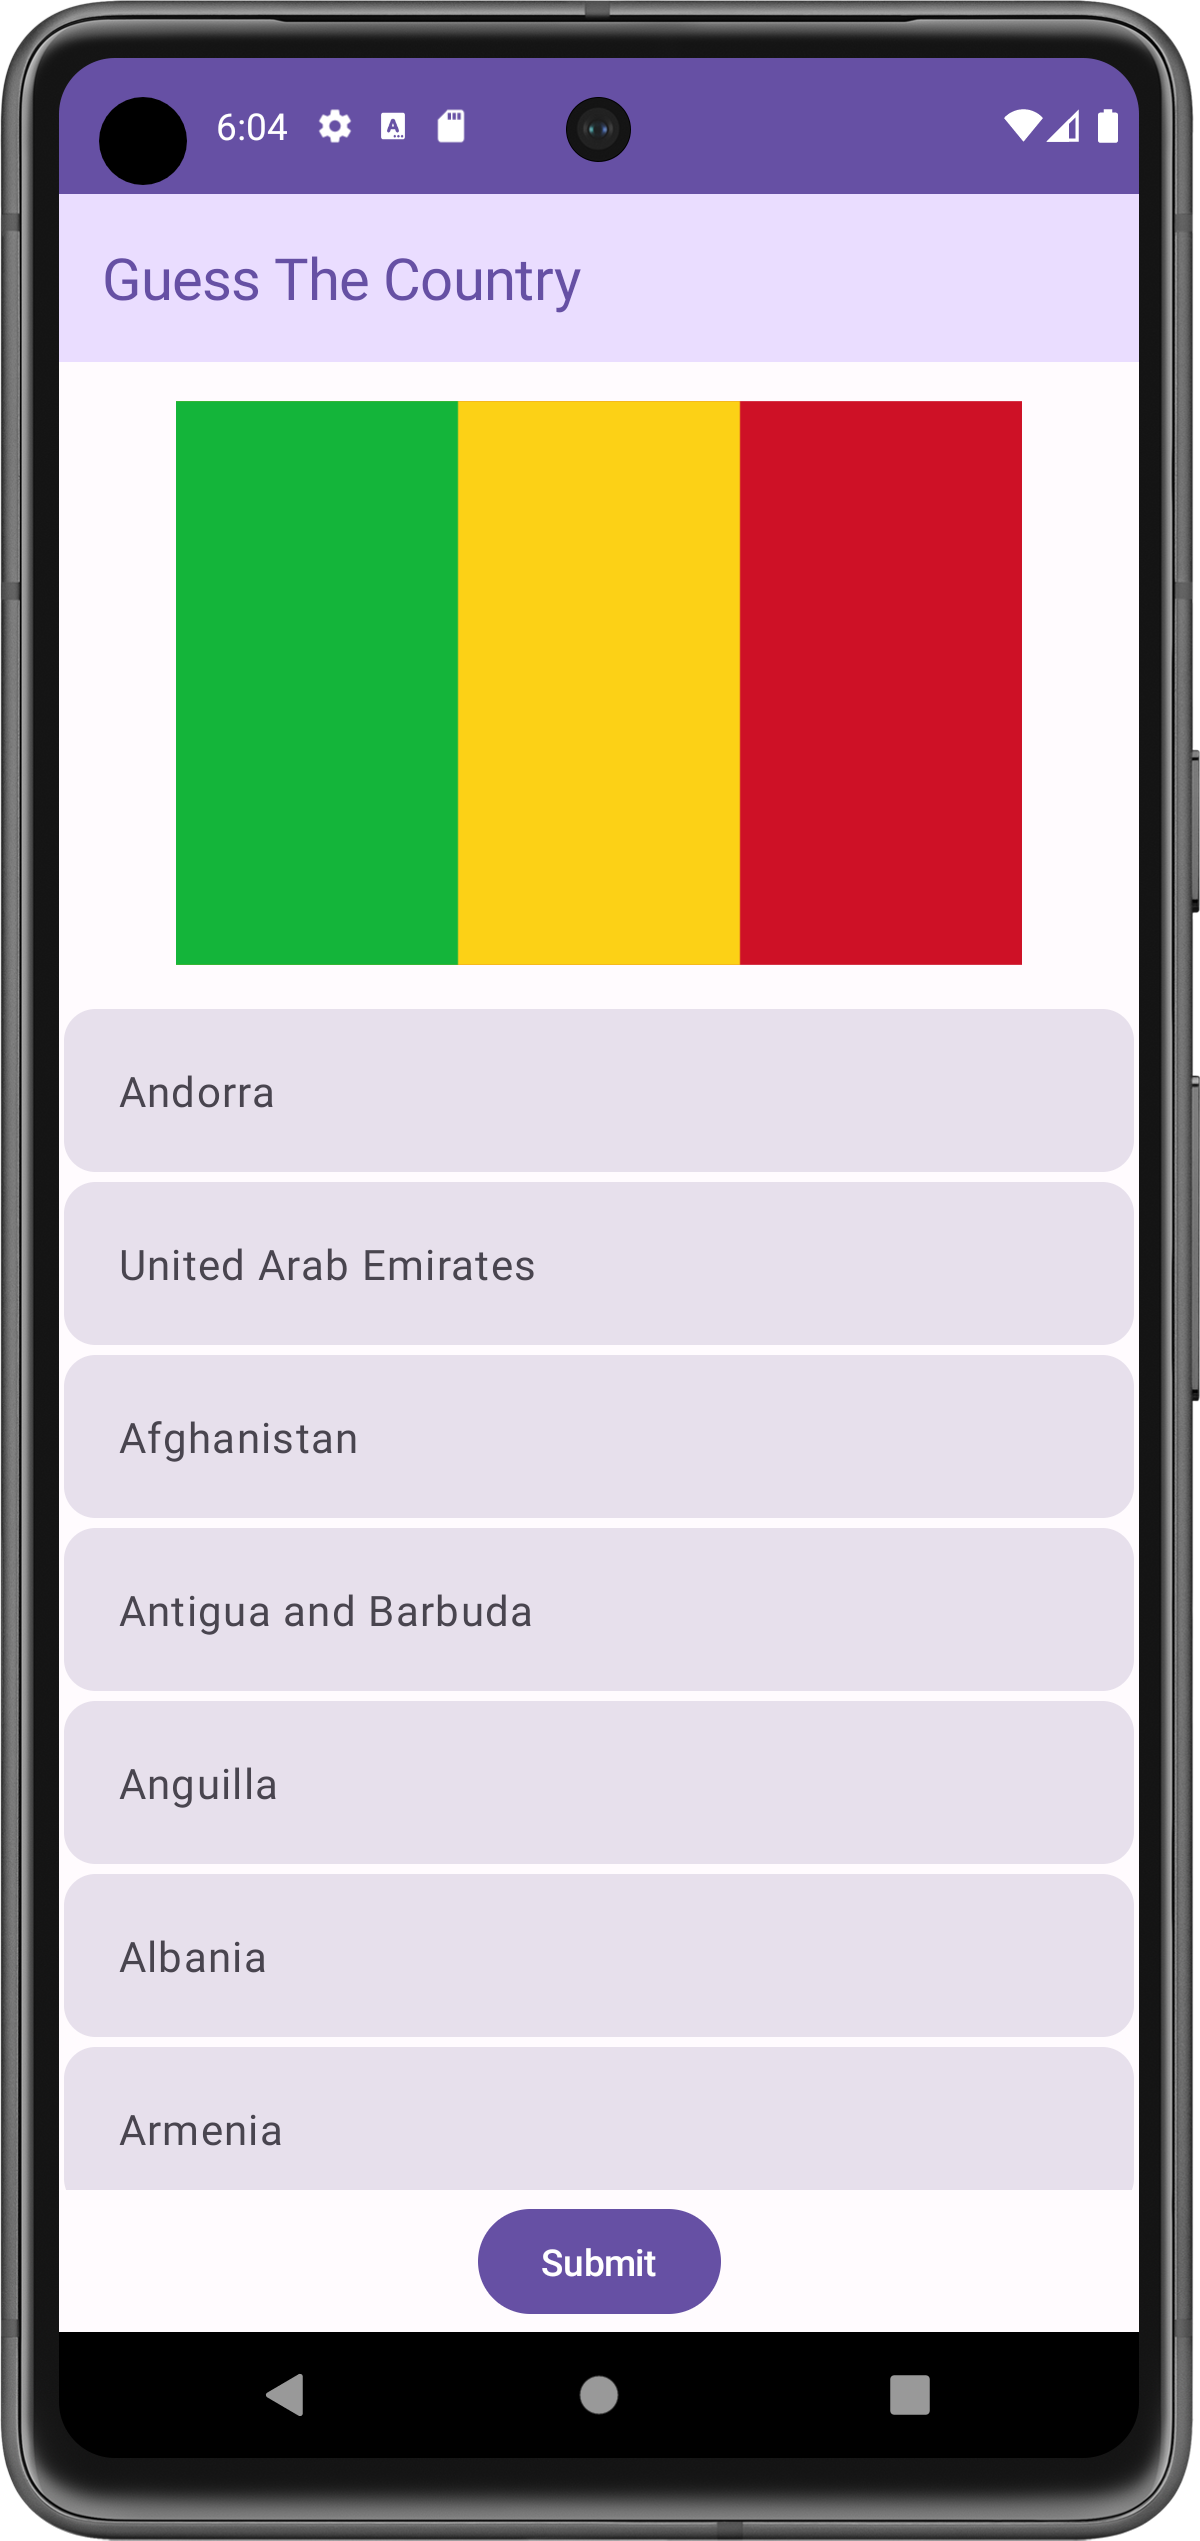 6:04
Guess The Country
Andorra
United Arab Emirates
Afghanistan
Antigua and Barbuda
Anguilla
Albania
Armenia
Submit